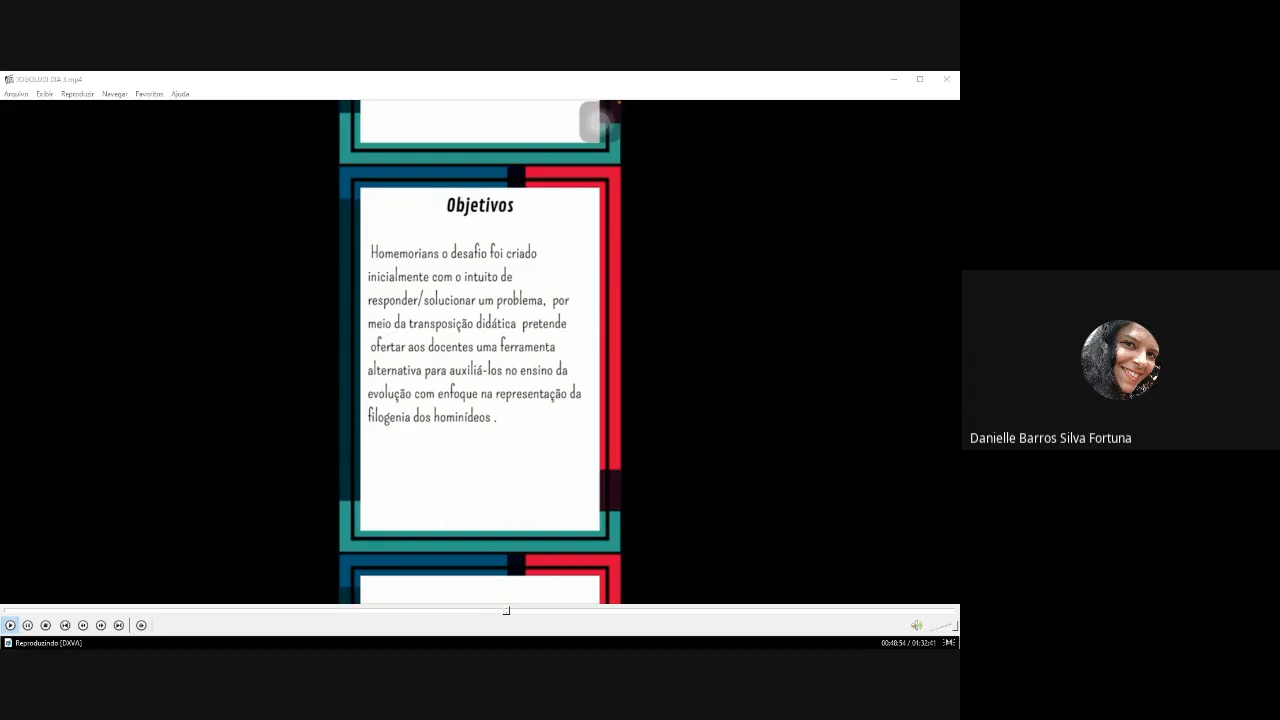 JOGOLUDI DIA 3.mp4
Arquivo Exibir Reproduzir Navegar Favoritos Ajuda
Objetivos
Homemorians o desafio foi criado
inicialmente com o intuito de
responder/solucionar um problema, por
meio da transposição didática pretende
ofertar aos docentes uma ferramenta
alternativa para auxiliá-los no ensino da
evolução com enfoque na representação da
filogenia dos hominídeos .
Danielle Barros Silva Fortuna
Reproduzindo [DXVA]
00:48:54 / 01:32:41